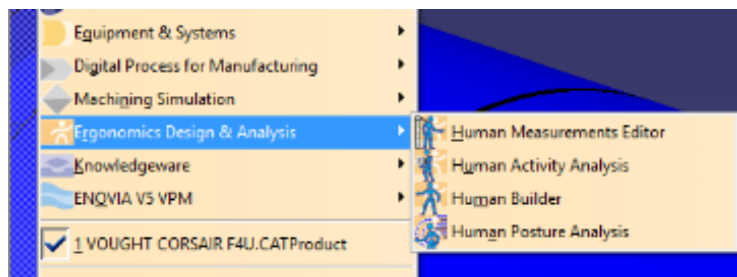 Equipment & Systems
Digital Process for Manufacturing
Machining Simulation
Ergonomics Design & Analysis
Knowledgeware
ENOVIA V5 VPM
1 VOUGHT CORSAIR F4U.CATProduct
Human Measurements Editor
Human Activity Analysis
Human Builder
Human Posture Analysis